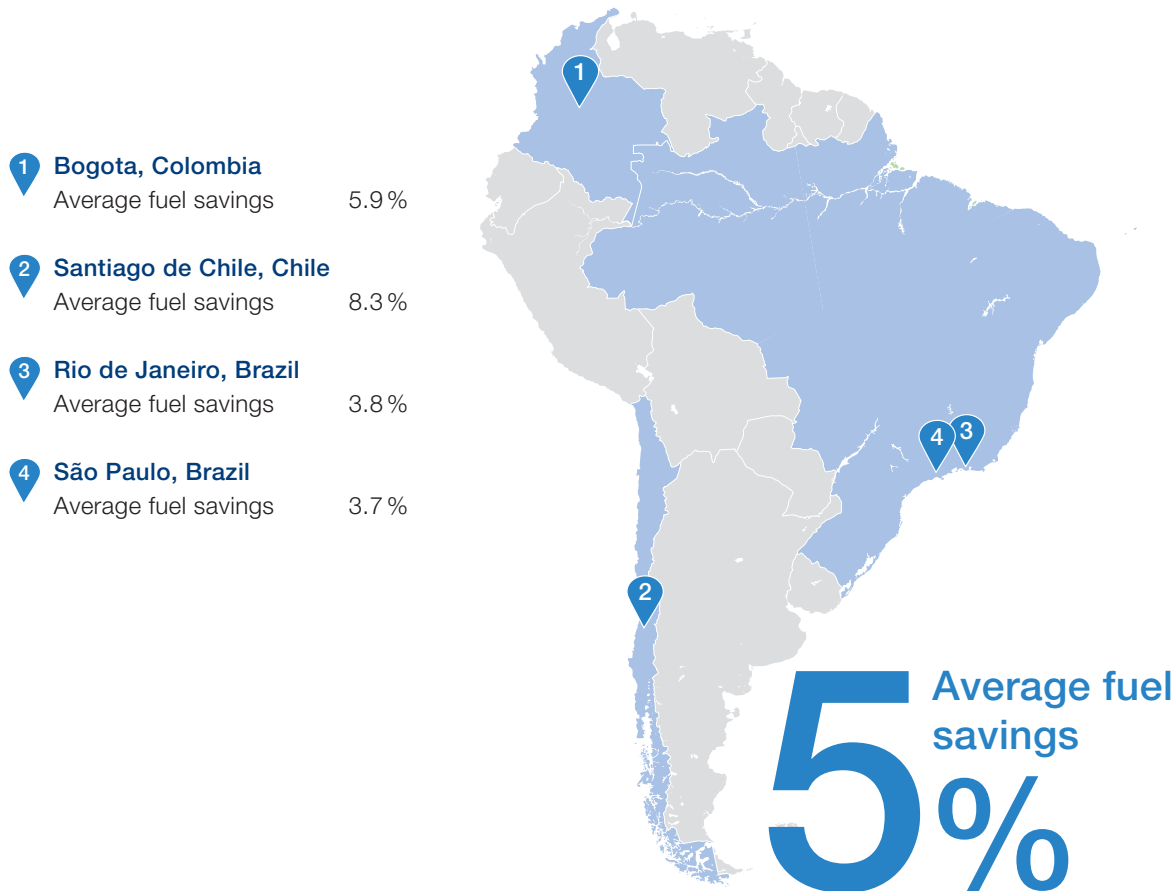 1 Bogota, Colombia
Average fuel savings 5.9 %
2 Santiago de Chile, Chile
Average fuel savings 8.3 %
3 Rio de Janeiro, Brazil
Average fuel savings 3.8 %
4 São Paulo, Brazil
Average fuel savings 3.7 %
1
4 3
2
5 %
Average fuel
savings